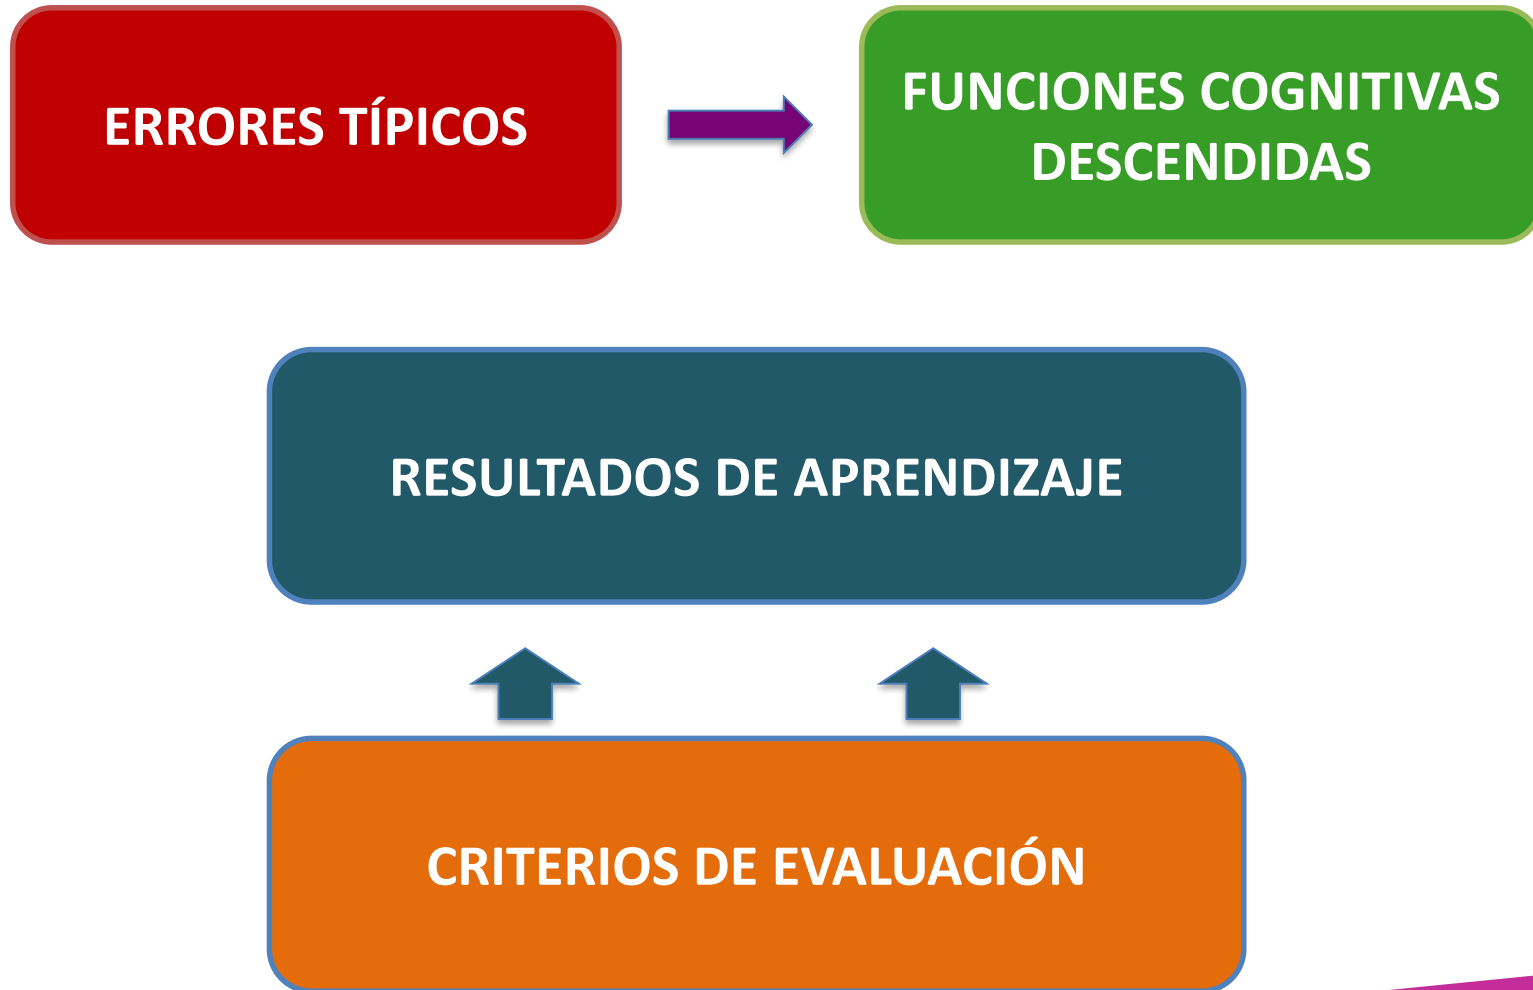 ERRORES TÍPICOS
FUNCIONES COGNITIVAS
DESCENDIDAS
RESULTADOS DE APRENDIZAJE
CRITERIOS DE EVALUACIÓN